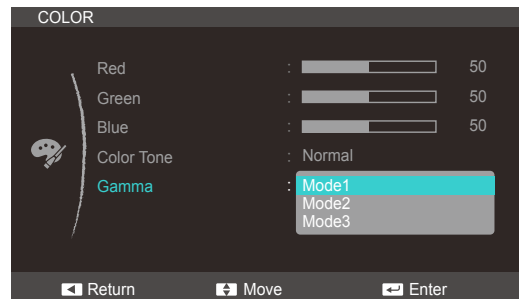 COLOR
Red : 50
Green : 50
Blue : 50
Color Tone : Normal
Gamma : Mode1
Mode2
Mode3
Return Move Enter